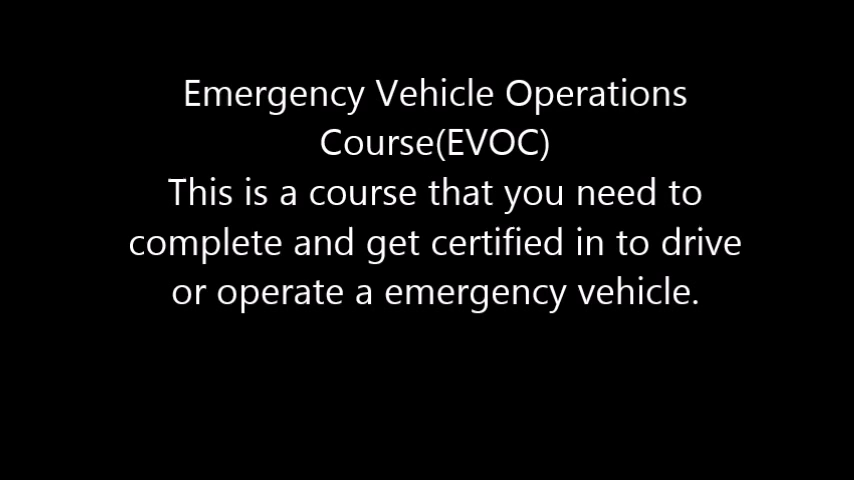 Emergency Vehicle Operations
Course(EVOC)
This is a course that you need to
complete and get certified in to drive
or operate a emergency vehicle.